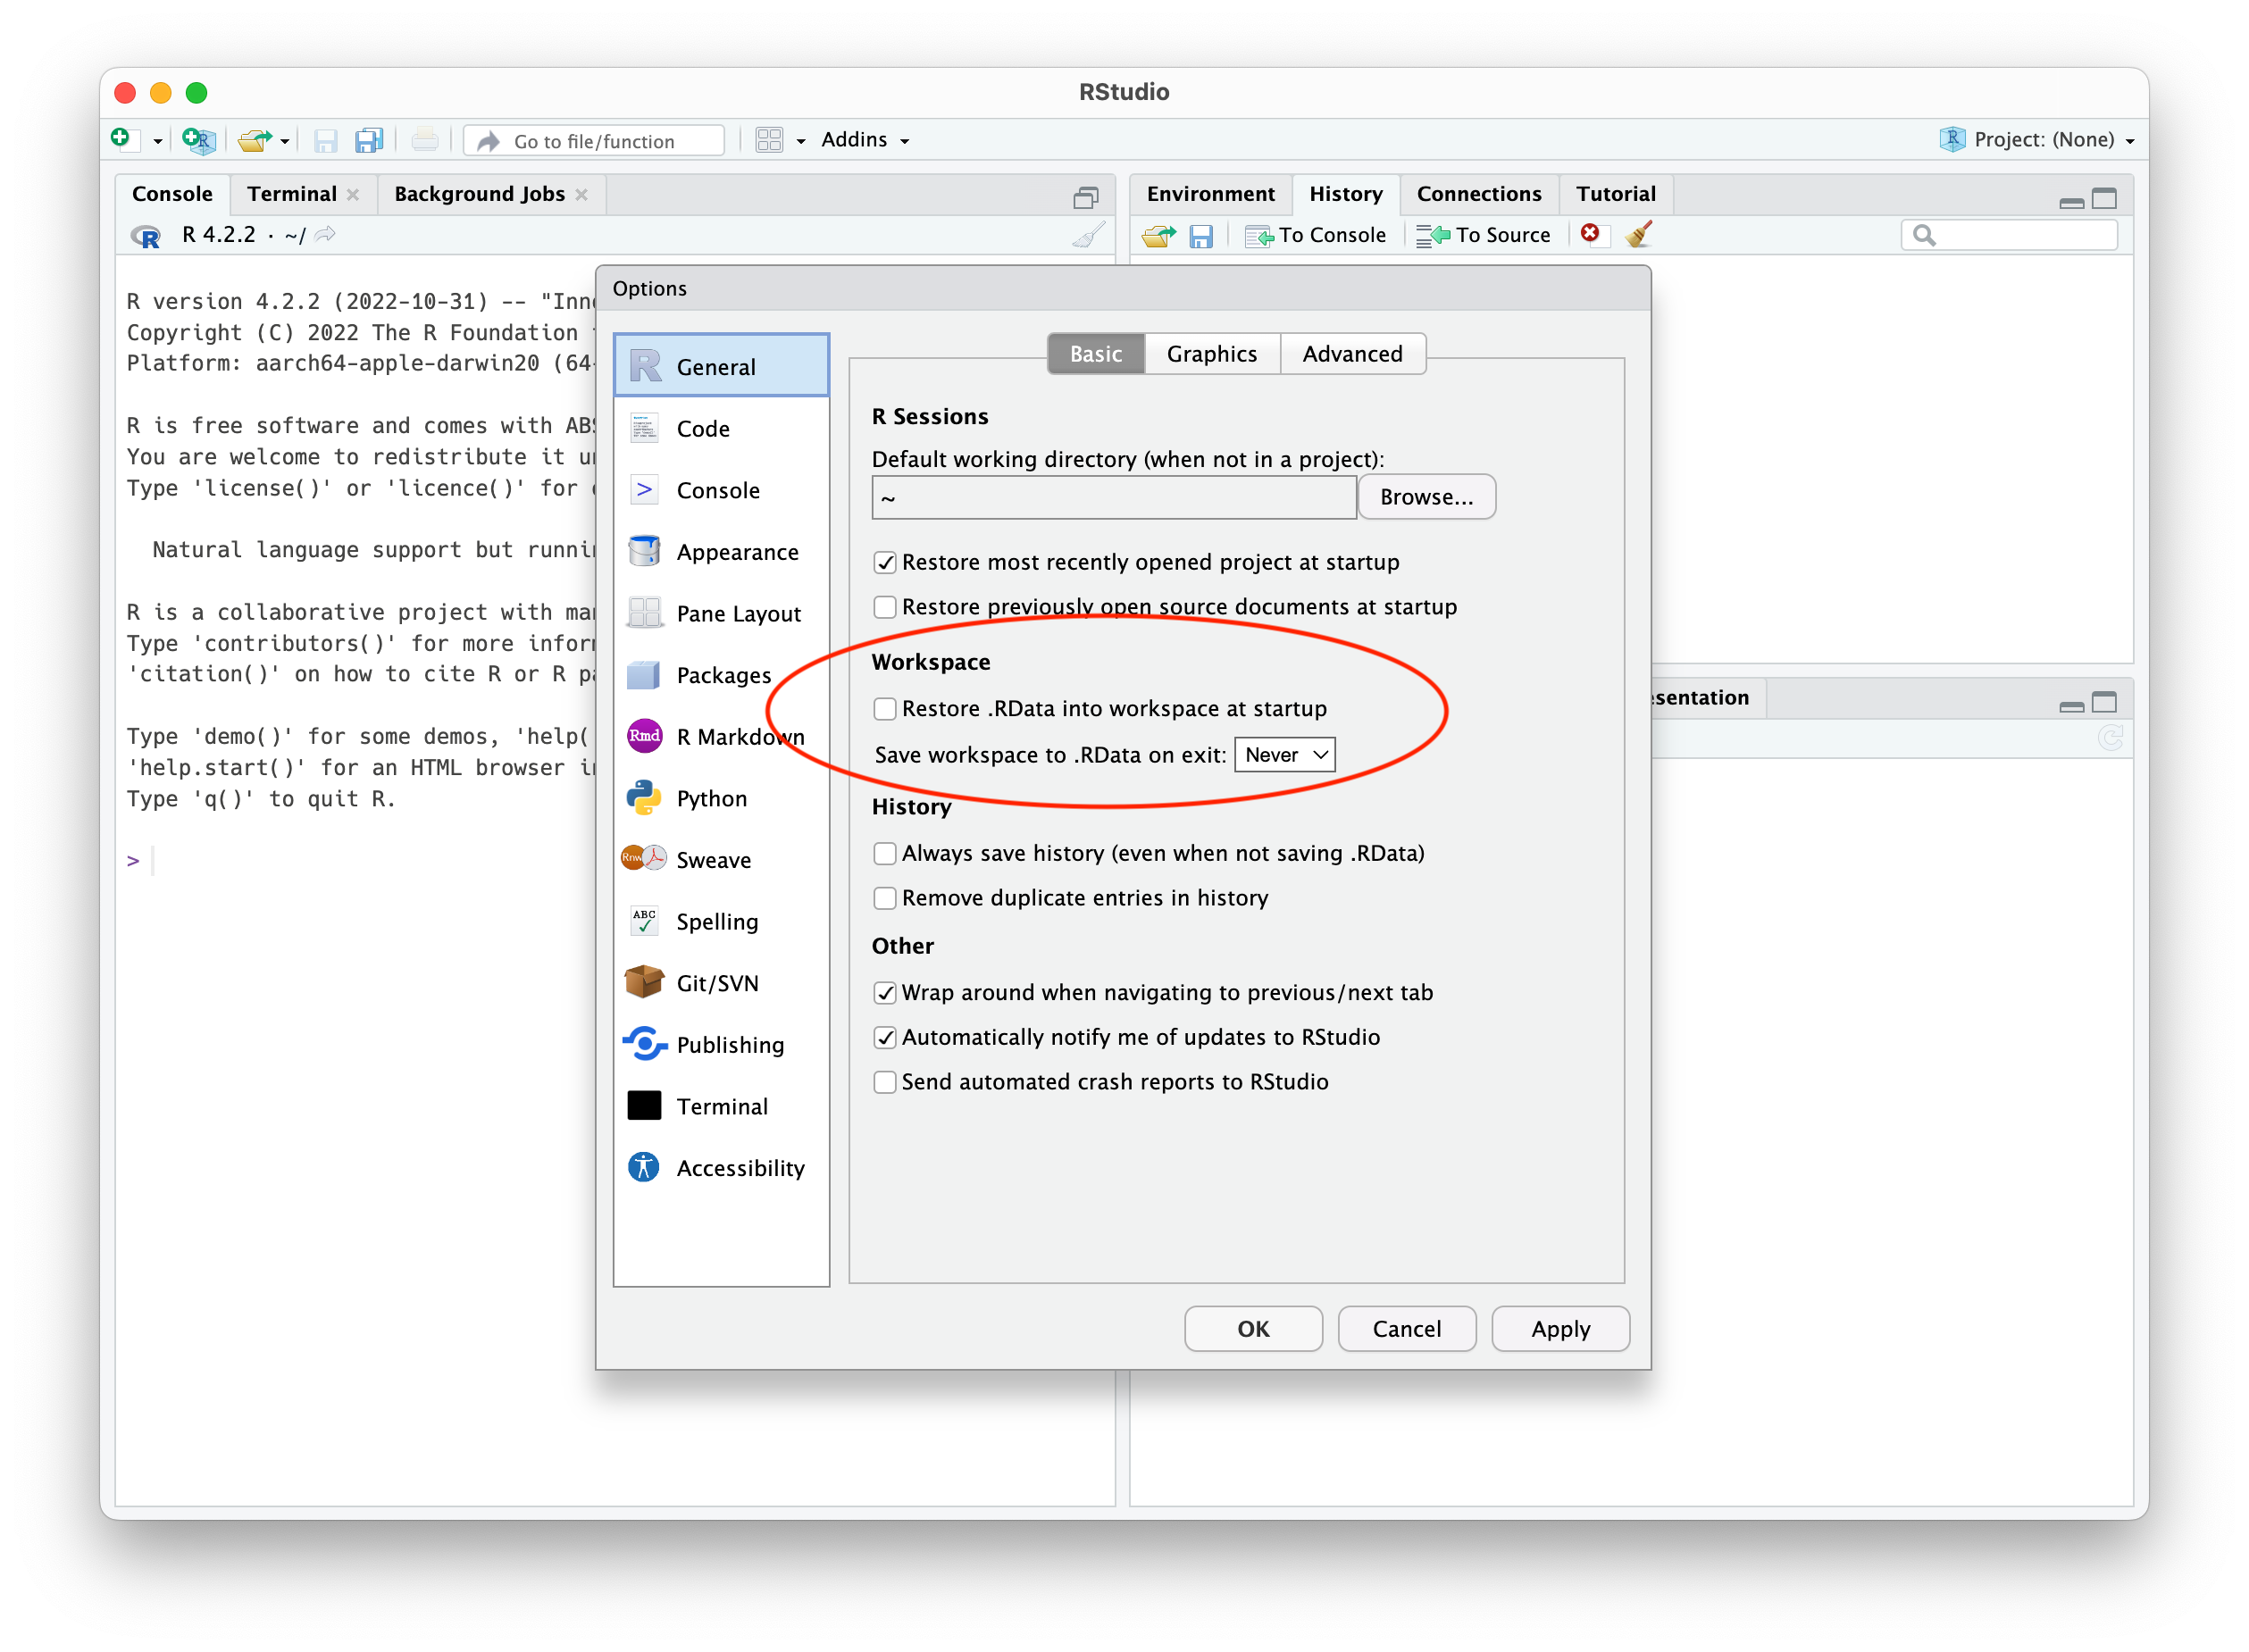 RStudio
Go to file/function
Addins
Project: (None)
Console
Terminal
Background Jobs
R 4.2.2 · ~/
R version 4.2.2 (2022-10-31) -- "Inn
Copyright (C) 2022 The R Foundation
Platform: aarch64-apple-darwin20 (64-
R is free software and comes with ABS
You are welcome to redistribute it u
Type 'license()' or 'licence()' for
Natural language support but runni
R is a collaborative project with ma
Type 'contributors()' for more infor
'citation()' on how to cite R or R pa
Type 'demo()' for some demos, 'help(
'help.start()' for an HTML browser i
Type 'q()' to quit R.
>
Environment
History
Connections
Tutorial
To Console
To Source
esentation
Options
General
Code
Console
Appearance
Pane Layout
Packages
Rmd
R Markdown
Python
Rnw
Sweave
ABC
Spelling
Git/SVN
Publishing
Terminal
Accessibility
Basic
Graphics
Advanced
R Sessions
Default working directory (when not in a project):
~
Browse...
Restore most recently opened project at startup
Restore previously open source documents at startup
Workspace
Restore .RData into workspace at startup
Save workspace to .RData on exit: Never
History
Always save history (even when not saving .RData)
Remove duplicate entries in history
Other
Wrap around when navigating to previous/next tab
Automatically notify me of updates to RStudio
Send automated crash reports to RStudio
OK
Cancel
Apply